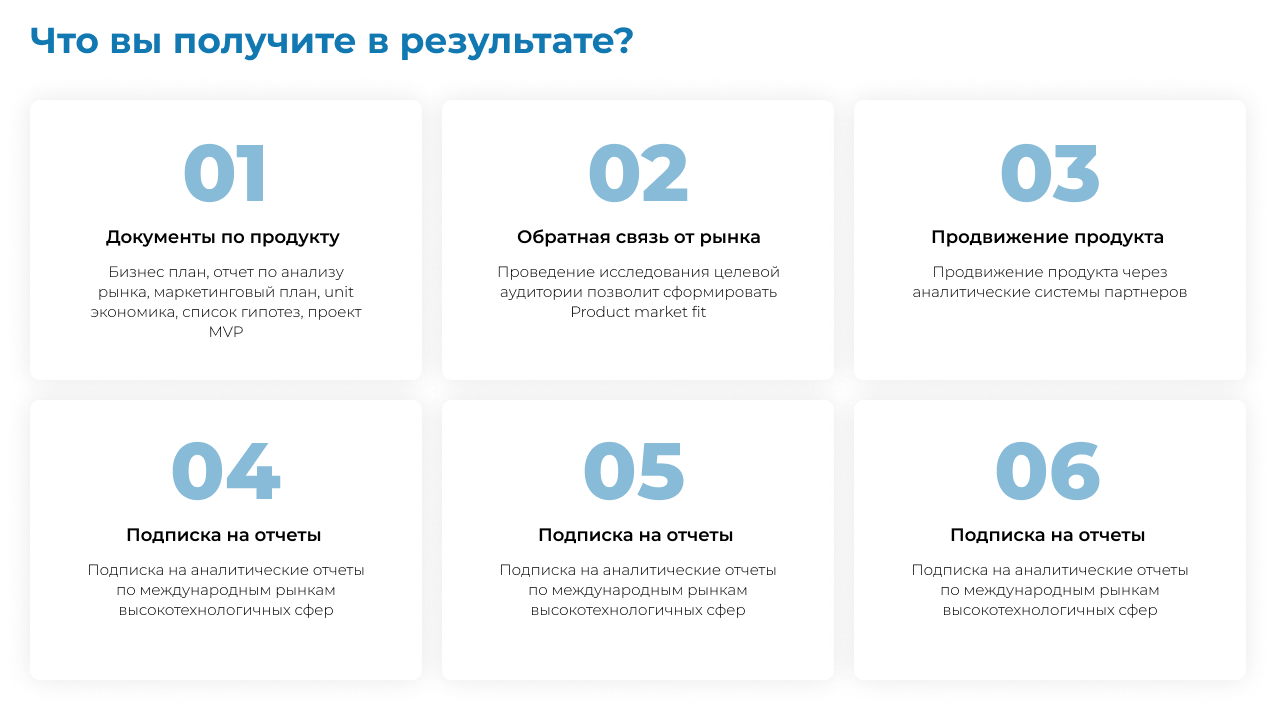 Что вы получите в результате?
01
Документы по продукту
Бизнес план, отчет по анализу
рынка, маркетинговый план, unit
экономика, список гипотез, проект
MVP
02
Обратная связь от рынка
Проведение исследования целевой
аудитории позволит сформировать
Product market fit
03
Продвижение продукта
Продвижение продукта через
аналитические системы партнеров
04
Подписка на отчеты
Подписка на аналитические отчеты
по международным рынкам
высокотехнологичных сфер
05
Подписка на отчеты
Подписка на аналитические отчеты
по международным рынкам
высокотехнологичных сфер
06
Подписка на отчеты
Подписка на аналитические отчеты
по международным рынкам
высокотехнологичных сфер